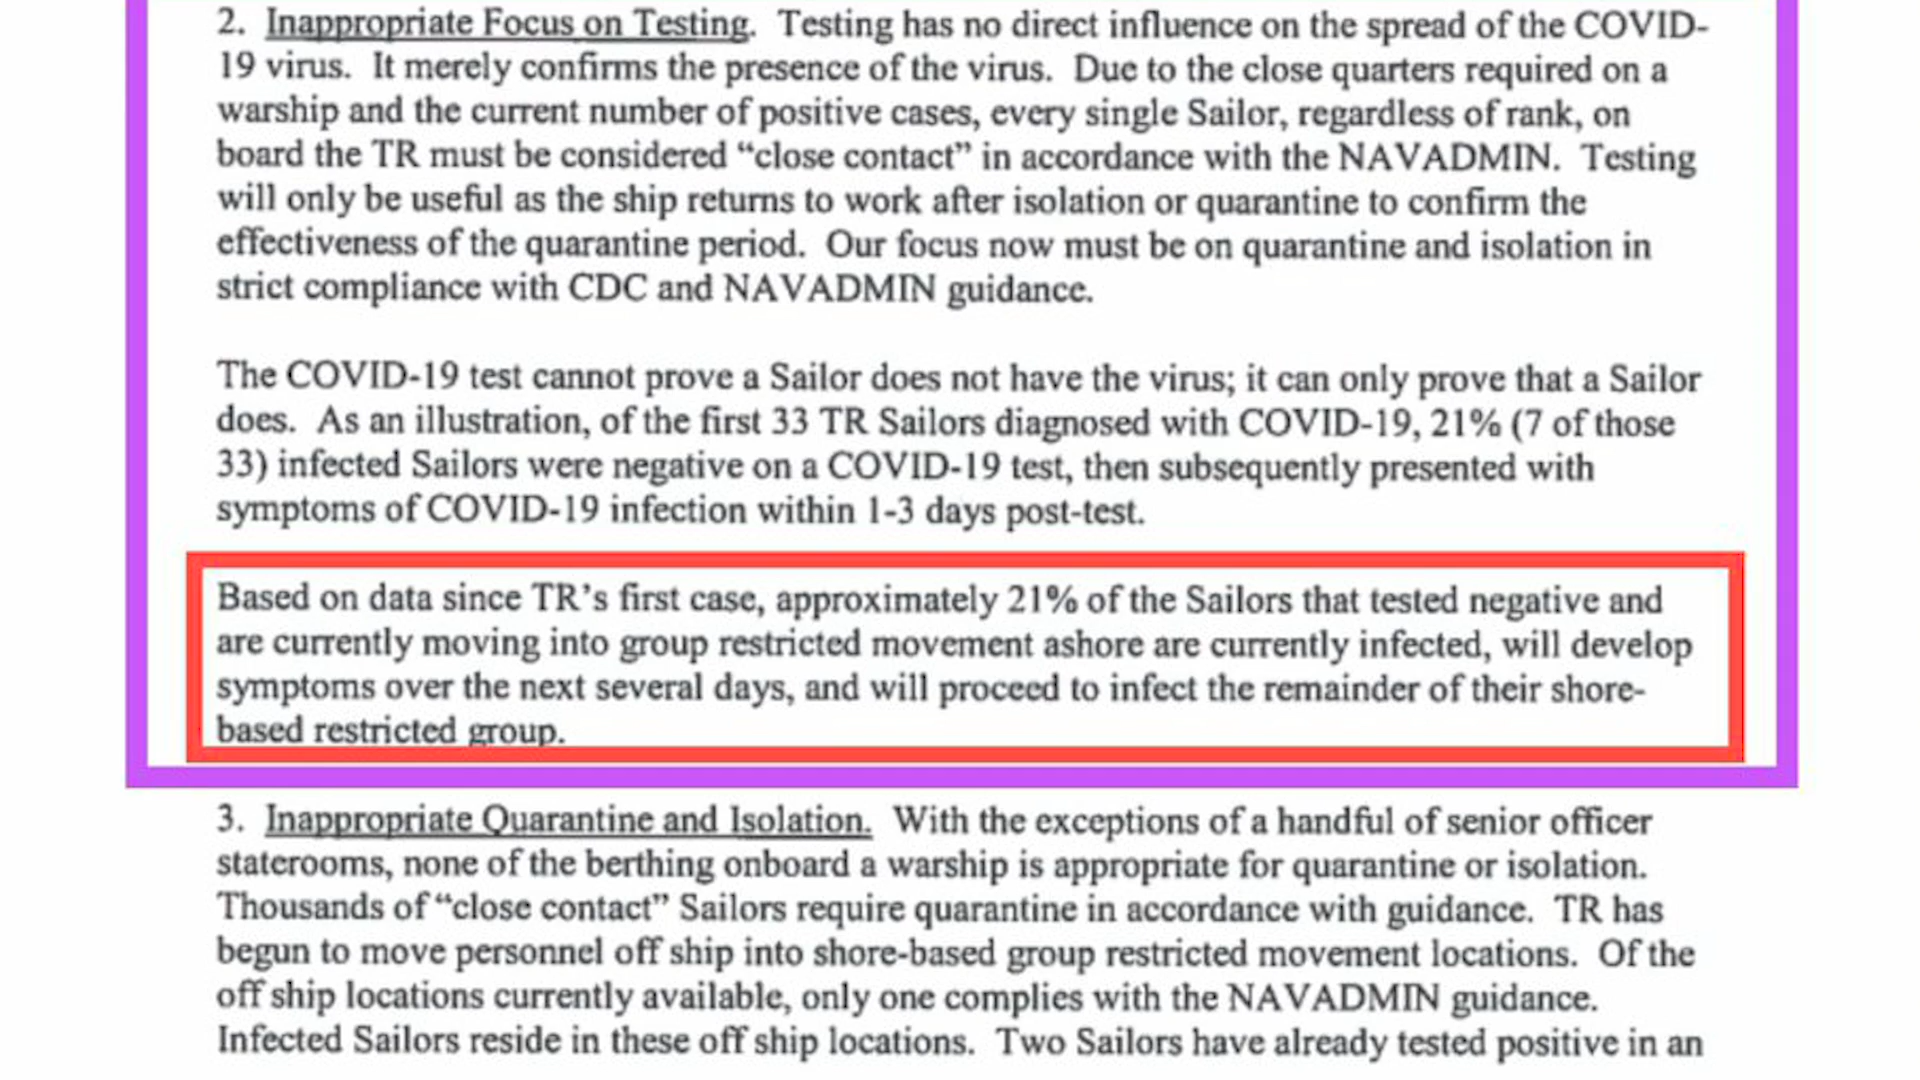 2. Inappropriate Focus on Testing. Testing has no direct influence on the spread of the COVID-
19 virus. It merely confirms the presence of the virus. Due to the close quarters required on a
warship and the current number of positive cases, every single Sailor, regardless of rank, on
board the TR must be considered “close contact” in accordance with the NAVADMIN. Testing
will only be useful as the ship returns to work after isolation or quarantine to confirm the
effectiveness of the quarantine period. Our focus now must be on quarantine and isolation in
strict compliance with CDC and NAVADMIN guidance.
The COVID-19 test cannot prove a Sailor does not have the virus; it can only prove that a Sailor
does. As an illustration, of the first 33 TR Sailors diagnosed with COVID-19, 21% (7 of those
33) infected Sailors were negative on a COVID-19 test, then subsequently presented with
symptoms of COVID-19 infection within 1-3 days post-test.
Based on data since TR’s first case, approximately 21% of the Sailors that tested negative and
are currently moving into group restricted movement ashore are currently infected, will develop
symptoms over the next several days, and will proceed to infect the remainder of their shore-
based restricted group.
3. Inappropriate Quarantine and Isolation. With the exceptions of a handful of senior officer
staterooms, none of the berthing onboard a warship is appropriate for quarantine or isolation.
Thousands of “close contact” Sailors require quarantine in accordance with guidance. TR has
begun to move personnel off ship into shore-based group restricted movement locations. Of the
off ship locations currently available, only one complies with the NAVADMIN guidance.
Infected Sailors reside in these off ship locations. Two Sailors have already tested positive in an